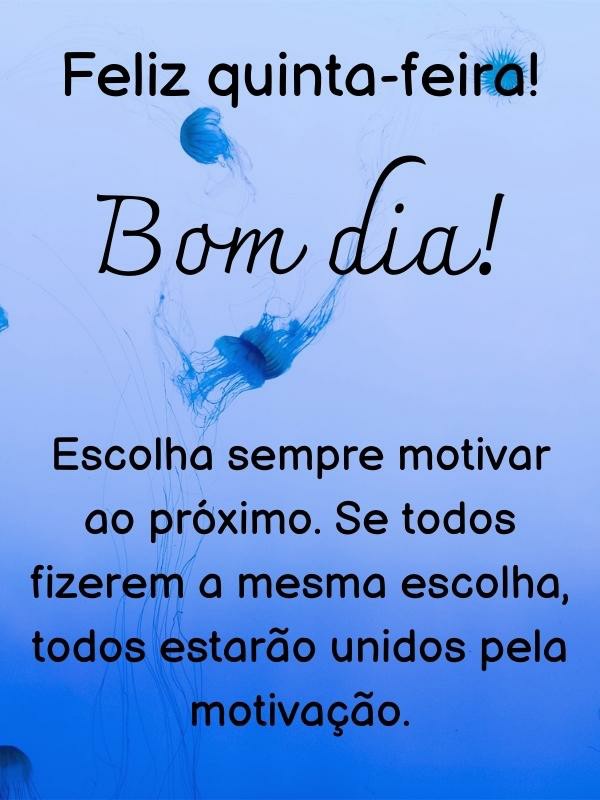 Feliz quinta-feira!
Bom dia!
Escolha sempre motivar
ao próximo. Se todos
fizerem a mesma escolha,
todos estarão unidos pela
motivação.